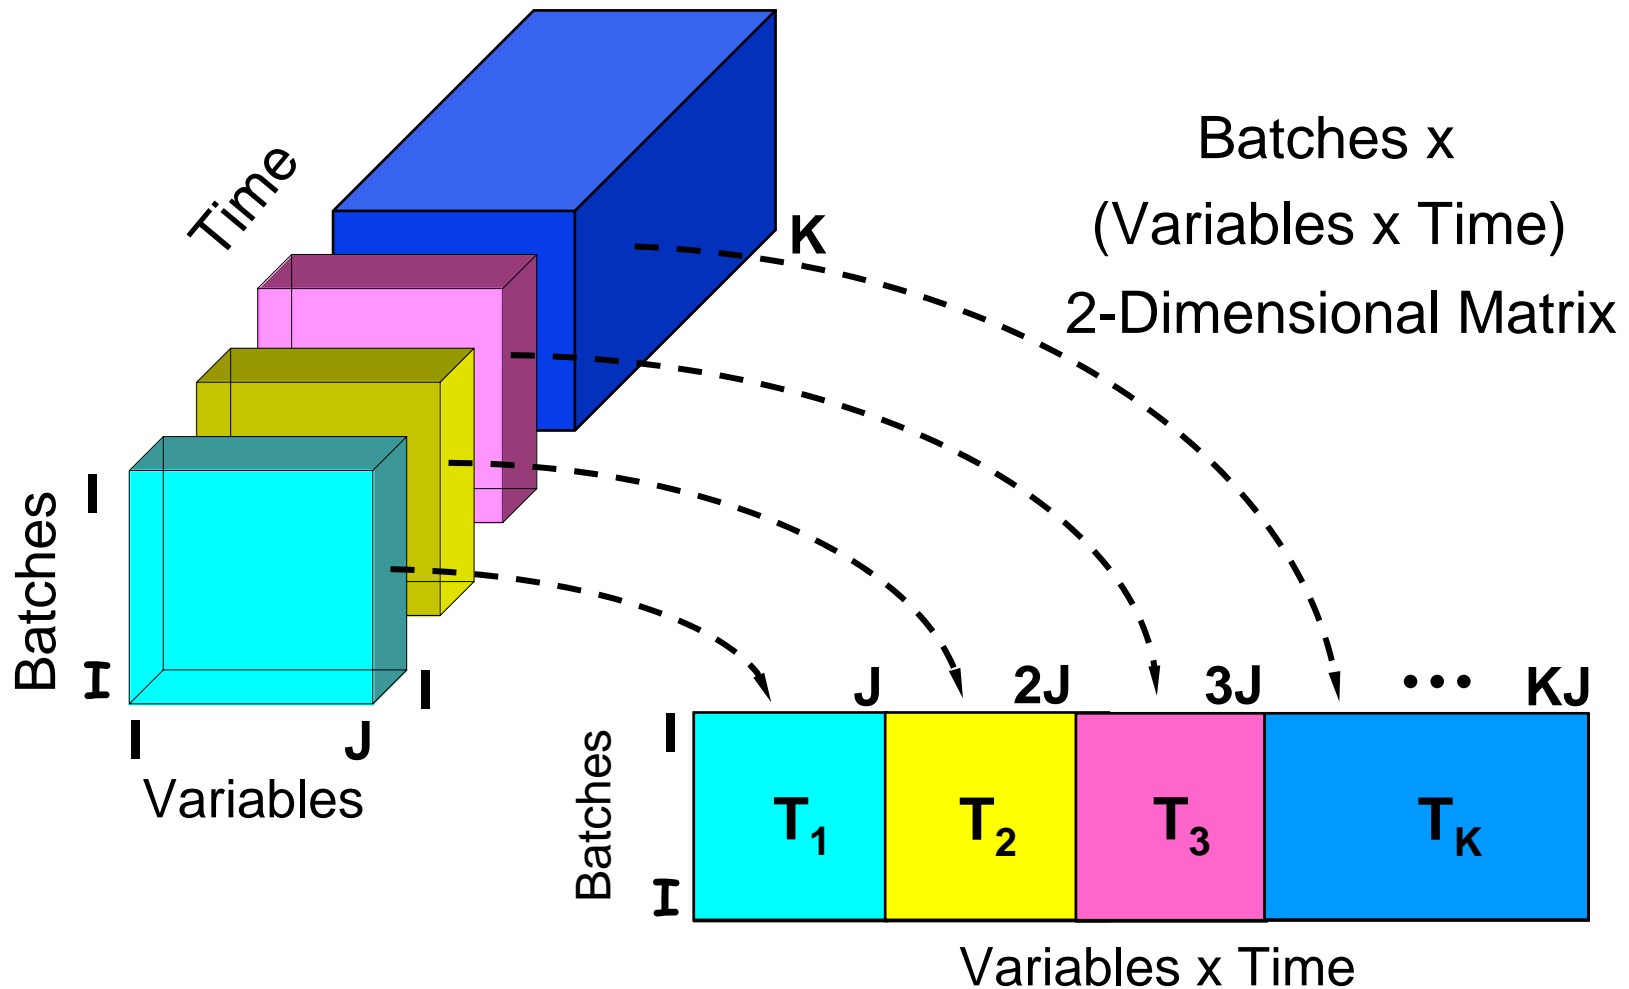 Time
K
Batches x
(Variables x Time)
2-Dimensional Matrix
Batches
I
I
I
I
J
Variables
J
2J
3J
•••
KJ
Batches
I
I
T1
T2
T3
TK
Variables x Time